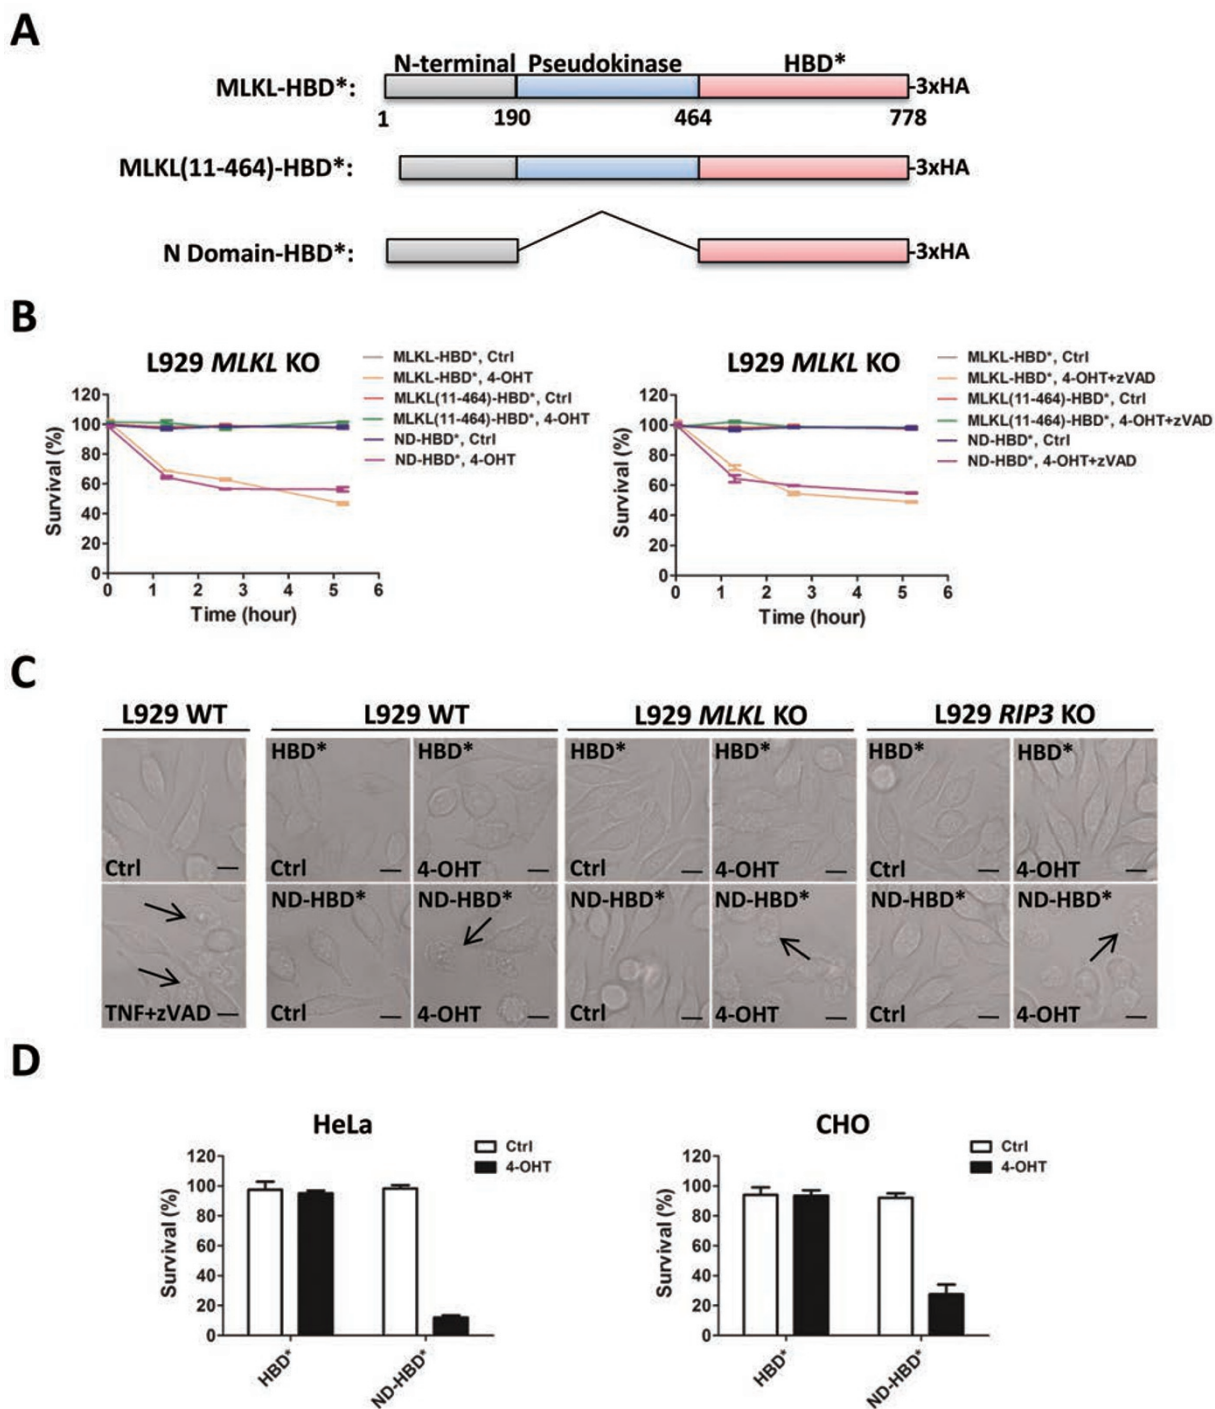 A
N-terminal Pseudokinase HBD*
MLKL-HBD*: -3xHA
1 190 464 778
MLKL(11-464)-HBD*: -3xHA
N Domain-HBD*: -3xHA
B
L929 MLKL KO
MLKL-HBD*, Ctrl
MLKL-HBD*, 4-OHT
MLKL(11-464)-HBD*, Ctrl
MLKL(11-464)-HBD*, 4-OHT
ND-HBD*, Ctrl
ND-HBD*, 4-OHT
Survival (%)
120
100
80
60
40
20
0
0 1 2 3 4 5 6
Time (hour)
L929 MLKL KO
MLKL-HBD*, Ctrl
MLKL-HBD*, 4-OHT+zVAD
MLKL(11-464)-HBD*, Ctrl
MLKL(11-464)-HBD*, 4-OHT+zVAD
ND-HBD*, Ctrl
ND-HBD*, 4-OHT+zVAD
Survival (%)
120
100
80
60
40
20
0
0 1 2 3 4 5 6
Time (hour)
C
L929 WT L929 WT L929 MLKL KO L929 RIP3 KO
HBD* HBD* HBD* HBD* HBD* HBD*
Ctrl Ctrl 4-OHT Ctrl 4-OHT Ctrl 4-OHT
ND-HBD* ND-HBD* ND-HBD* ND-HBD* ND-HBD* ND-HBD*
TNF+zVAD Ctrl 4-OHT Ctrl 4-OHT Ctrl 4-OHT
D
HeLa
Ctrl
4-OHT
Survival (%)
120
100
80
60
40
20
0
HBD*
ND-HBD*
CHO
Ctrl
4-OHT
Survival (%)
120
100
80
60
40
20
0
HBD*
ND-HBD*